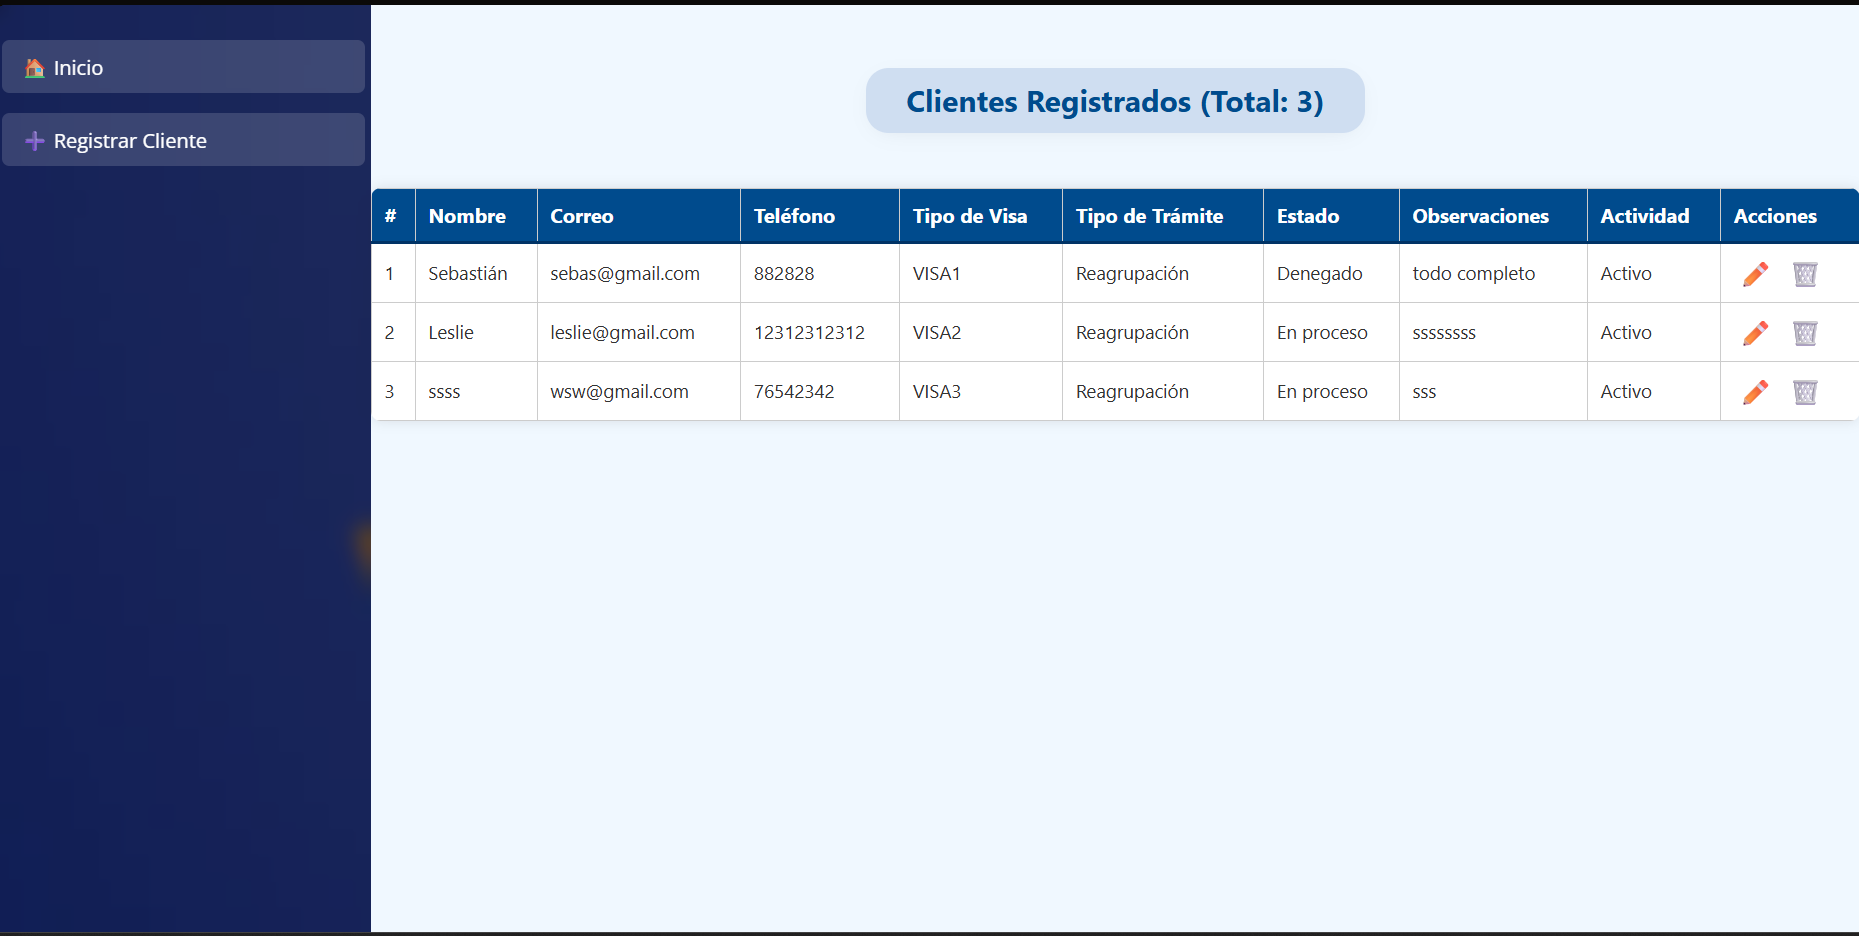 Inicio
Registrar Cliente
Clientes Registrados (Total: 3)
# Nombre Correo Teléfono Tipo de Visa Tipo de Trámite Estado Observaciones Actividad Acciones
1 Sebastián sebas@gmail.com 882828 VISA1 Reagrupación Denegado todo completo Activo
2 Leslie leslie@gmail.com 12312312312 VISA2 Reagrupación En proceso ssssssss Activo
3 ssss wsw@gmail.com 76542342 VISA3 Reagrupación En proceso sss Activo